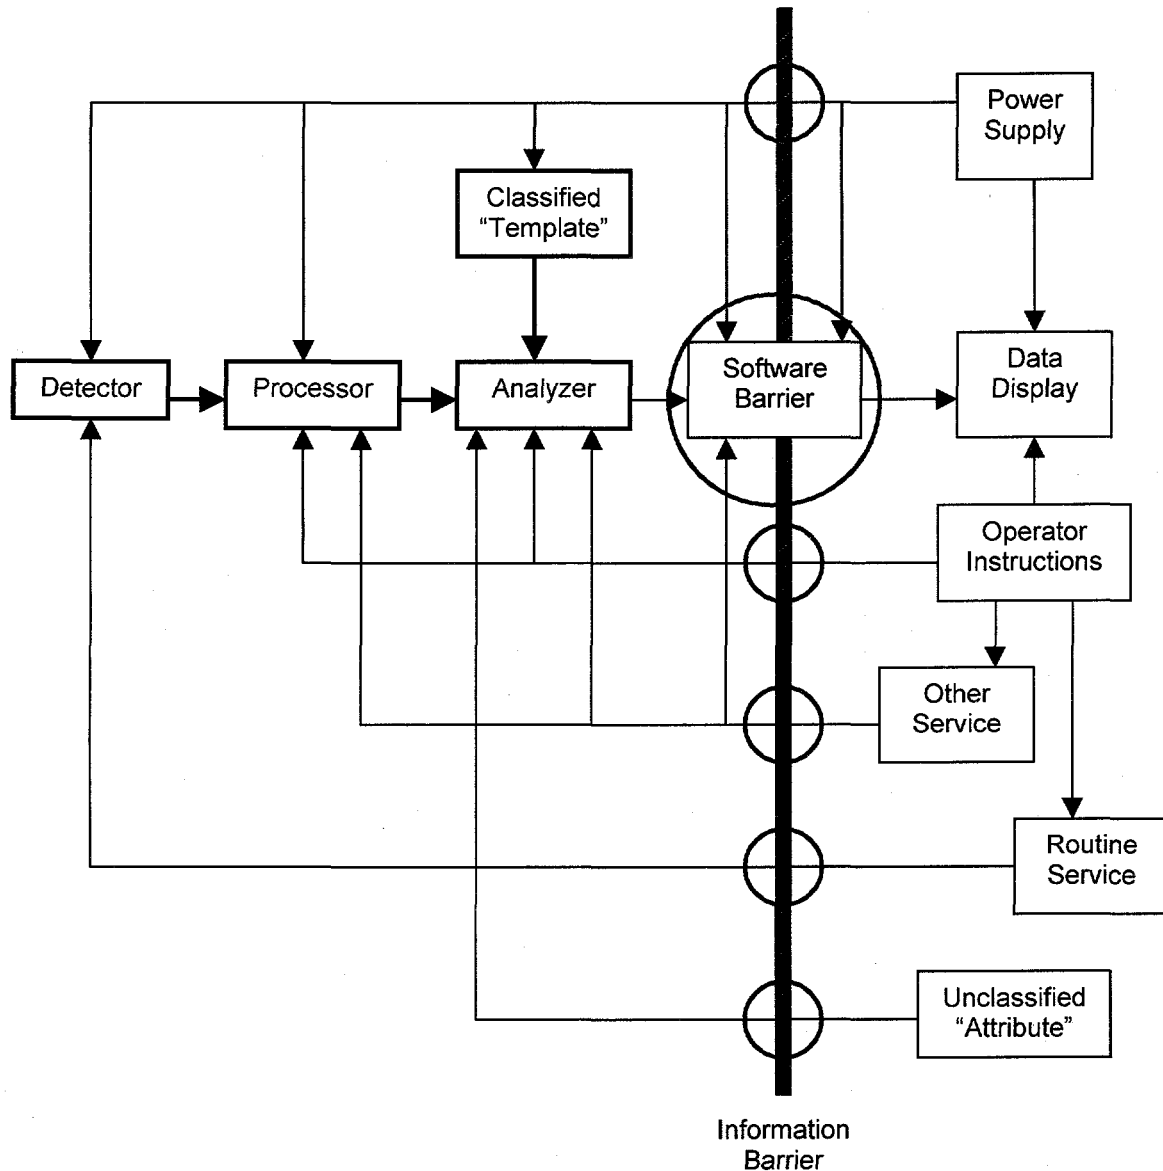 Power
Supply
Classified
“Template”
Detector
Processor
Analyzer
Software
Barrier
Data
Display
Operator
Instructions
Other
Service
Routine
Service
Unclassified
“Attribute”
Information
Barrier